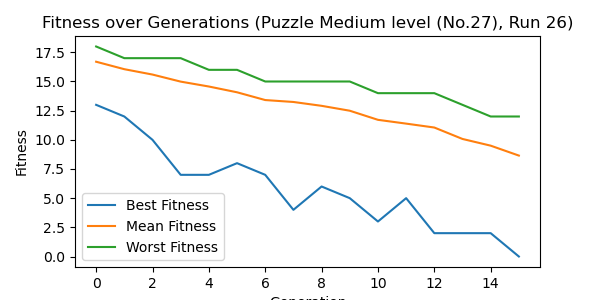 Fitness over Generations (Puzzle Medium level (No.27), Run 26)
17.5
15.0
12.5
10.0
7.5
5.0
2.5
0.0
Fitness
Best Fitness
Mean Fitness
Worst Fitness
0 2 4 6 8 10 12 14
Generation